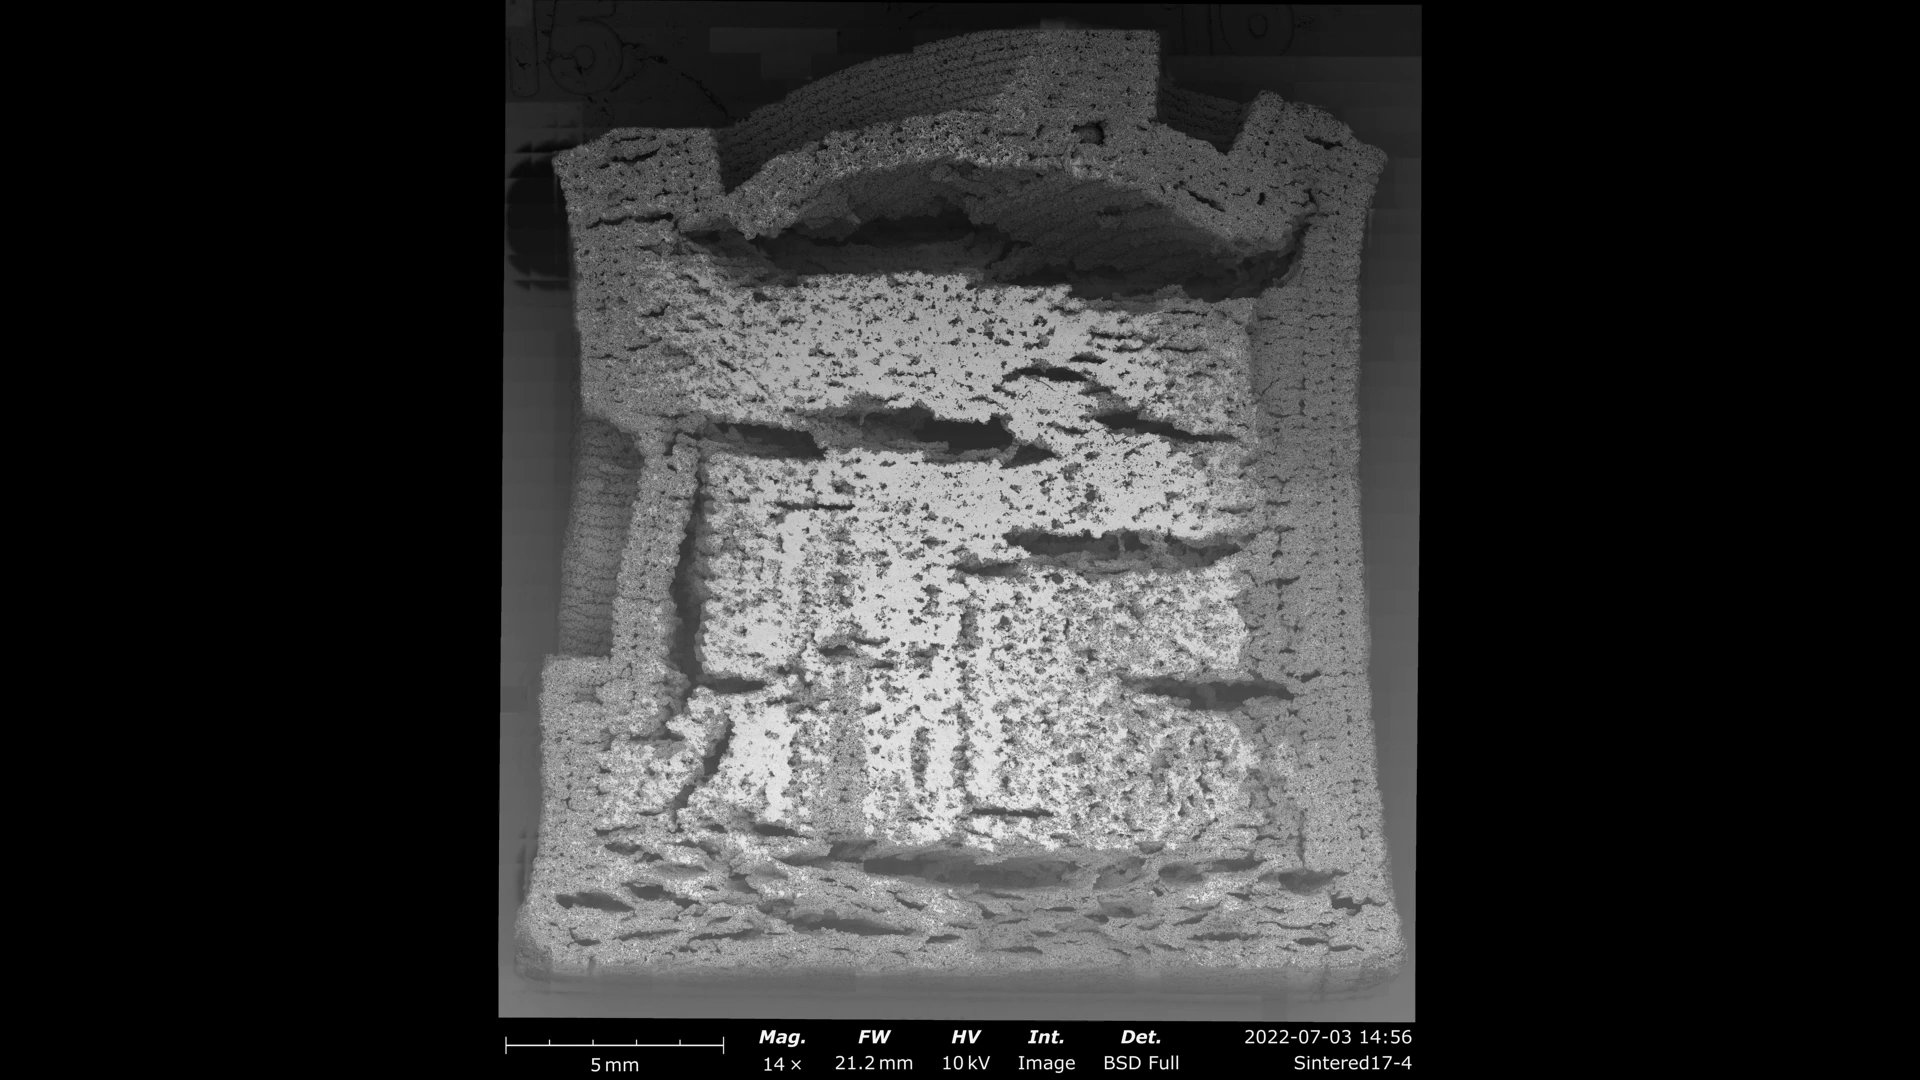 Mag. FW HV Int. Det. 2022-07-03 14:56
5 mm 14 × 21.2 mm 10 kV Image BSD Full Sintered17-4